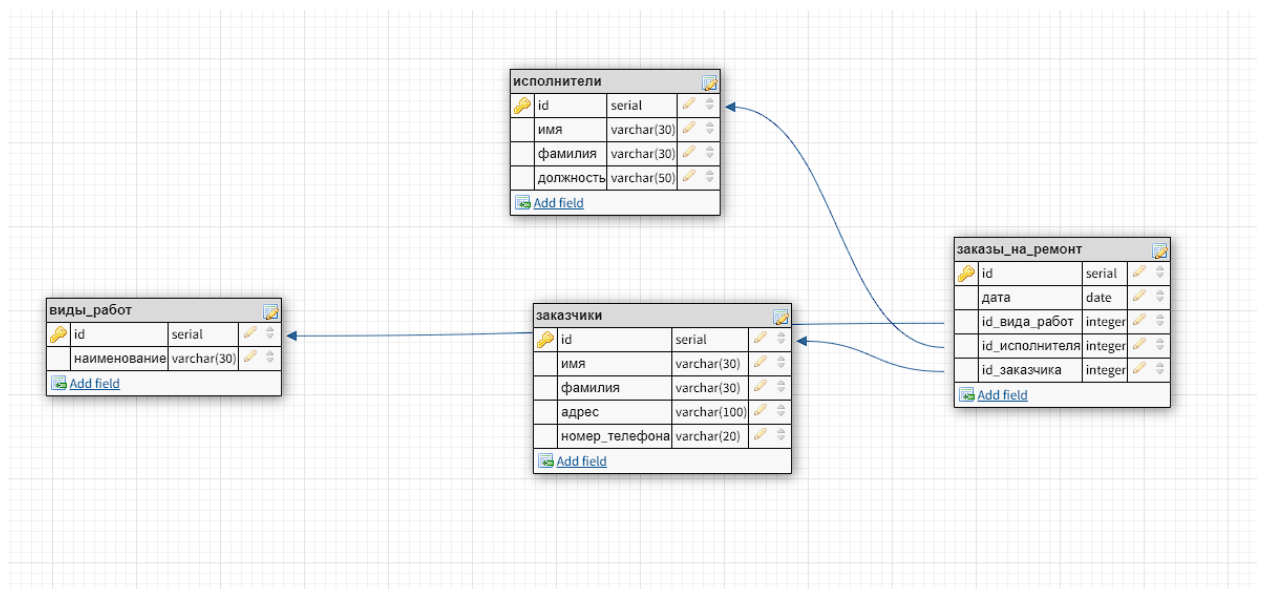 исполнители
id serial
имя varchar(30)
фамилия varchar(30)
должность varchar(50)
Add field
виды_работ
id serial
наименование varchar(30)
Add field
заказчики
id serial
имя varchar(30)
фамилия varchar(30)
адрес varchar(100)
номер_телефона varchar(20)
Add field
заказы_на_ремонт
id serial
дата date
id_вида_работ integer
id_исполнителя integer
id_заказчика integer
Add field